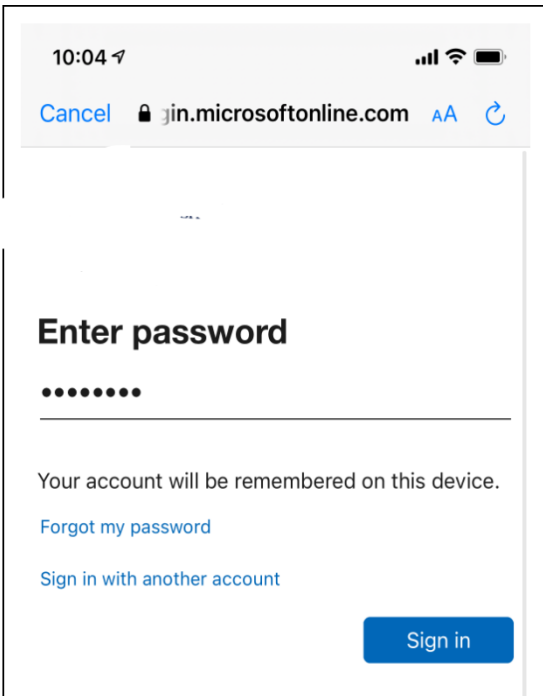 10:04
Cancel gin.microsoftonline.com AA
Enter password
••••••••
Your account will be remembered on this device.
Forgot my password
Sign in with another account
Sign in